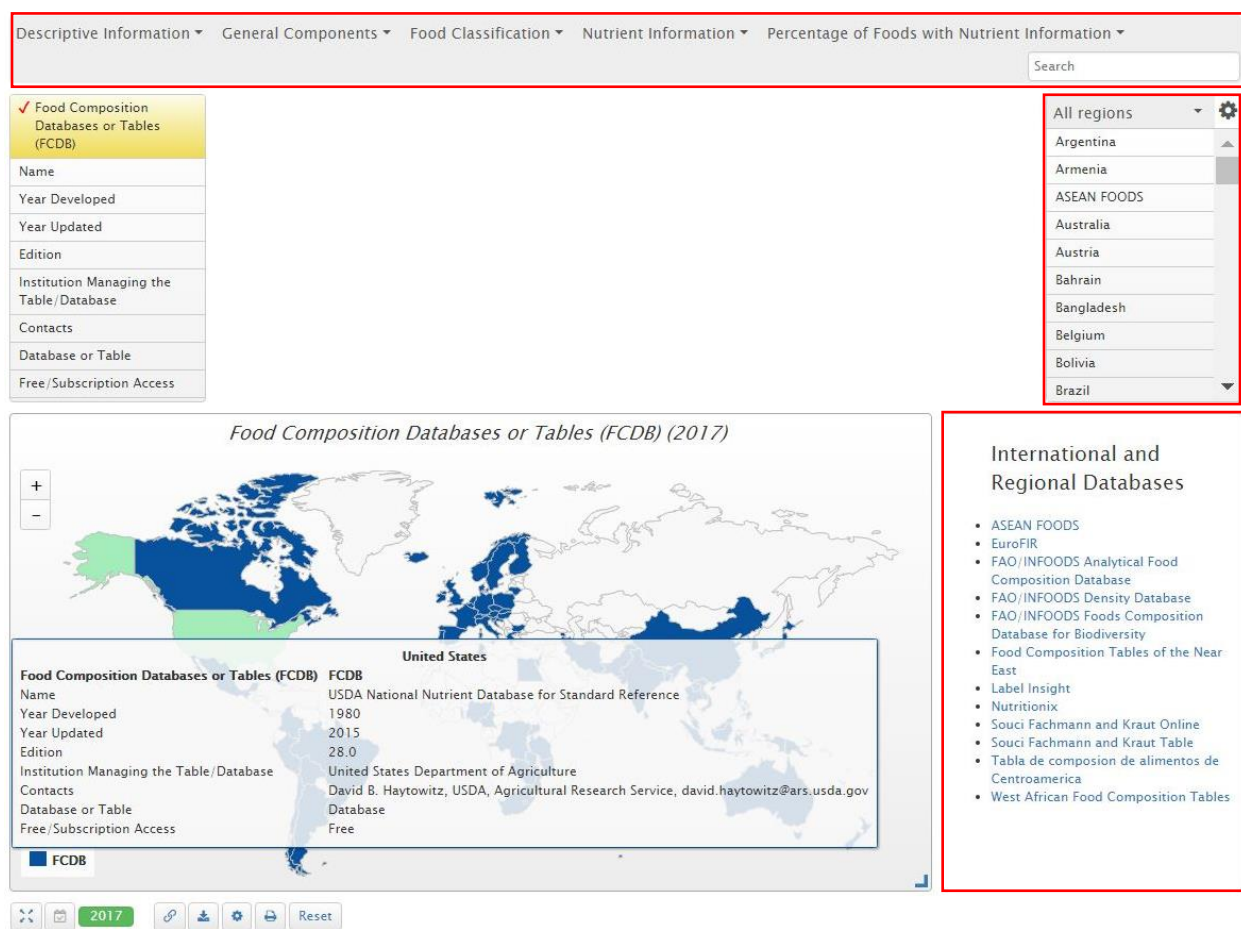 Descriptive Information General Components Food Classification Nutrient Information Percentage of Foods with Nutrient Information
Search
Food Composition
Databases or Tables
(FCDB)
Name
Year Developed
Year Updated
Edition
Institution Managing the
Table/Database
Contacts
Database or Table
Free/Subscription Access
All regions
Argentina
Armenia
ASEAN FOODS
Australia
Austria
Bahrain
Bangladesh
Belgium
Bolivia
Brazil
Food Composition Databases or Tables (FCDB) (2017)
+
−
United States
Food Composition Databases or Tables (FCDB) FCDB
Name USDA National Nutrient Database for Standard Reference
Year Developed 1980
Year Updated 2015
Edition 28.0
Institution Managing the Table/Database United States Department of Agriculture
Contacts David B. Haytowitz, USDA, Agricultural Research Service, david.haytowitz@ars.usda.gov
Database or Table Database
Free/Subscription Access Free
FCDB
International and
Regional Databases
• ASEAN FOODS
• EuroFIR
• FAO/INFOODS Analytical Food
Composition Database
• FAO/INFOODS Density Database
• FAO/INFOODS Foods Composition
Database for Biodiversity
• Food Composition Tables of the Near
East
• Label Insight
• Nutritionix
• Souci Fachmann and Kraut Online
• Souci Fachmann and Kraut Table
• Tabla de composion de alimentos de
Centroamerica
• West African Food Composition Tables
2017 Reset